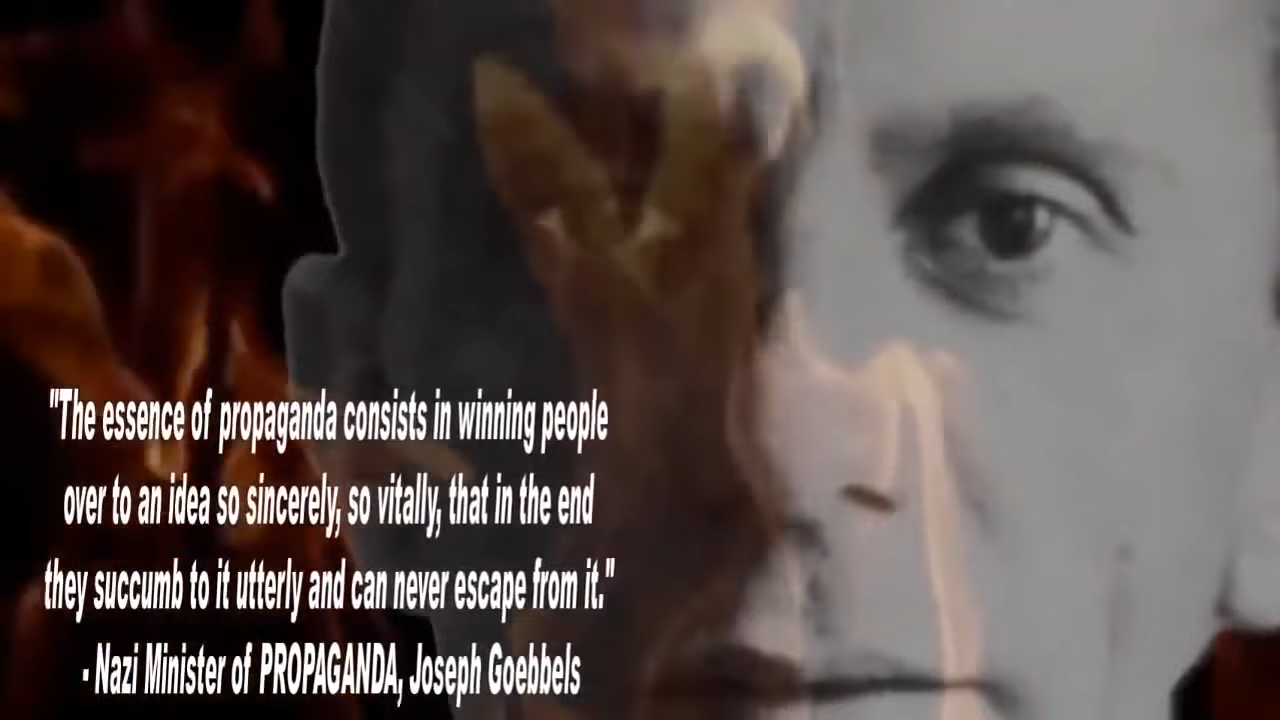 "The essence of propaganda consists in winning people
over to an idea so sincerely, so vitally, that in the end
they succumb to it utterly and can never escape from it."
- Nazi Minister of PROPAGANDA, Joseph Goebbels